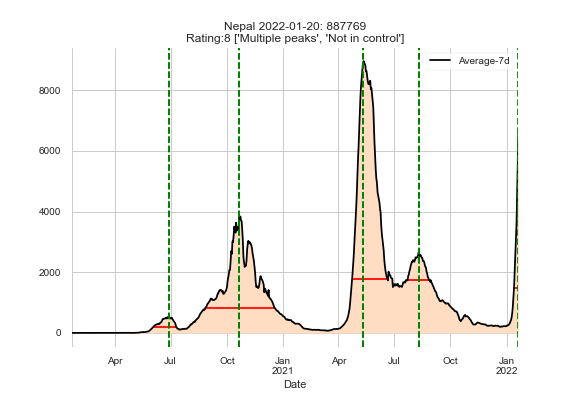 Nepal 2022-01-20: 887769
Rating:8 ['Multiple peaks', 'Not in control']
Average-7d
8000
6000
4000
2000
0
Apr
Jul
Oct
Jan
2021
Apr
Jul
Oct
Jan
2022
Date